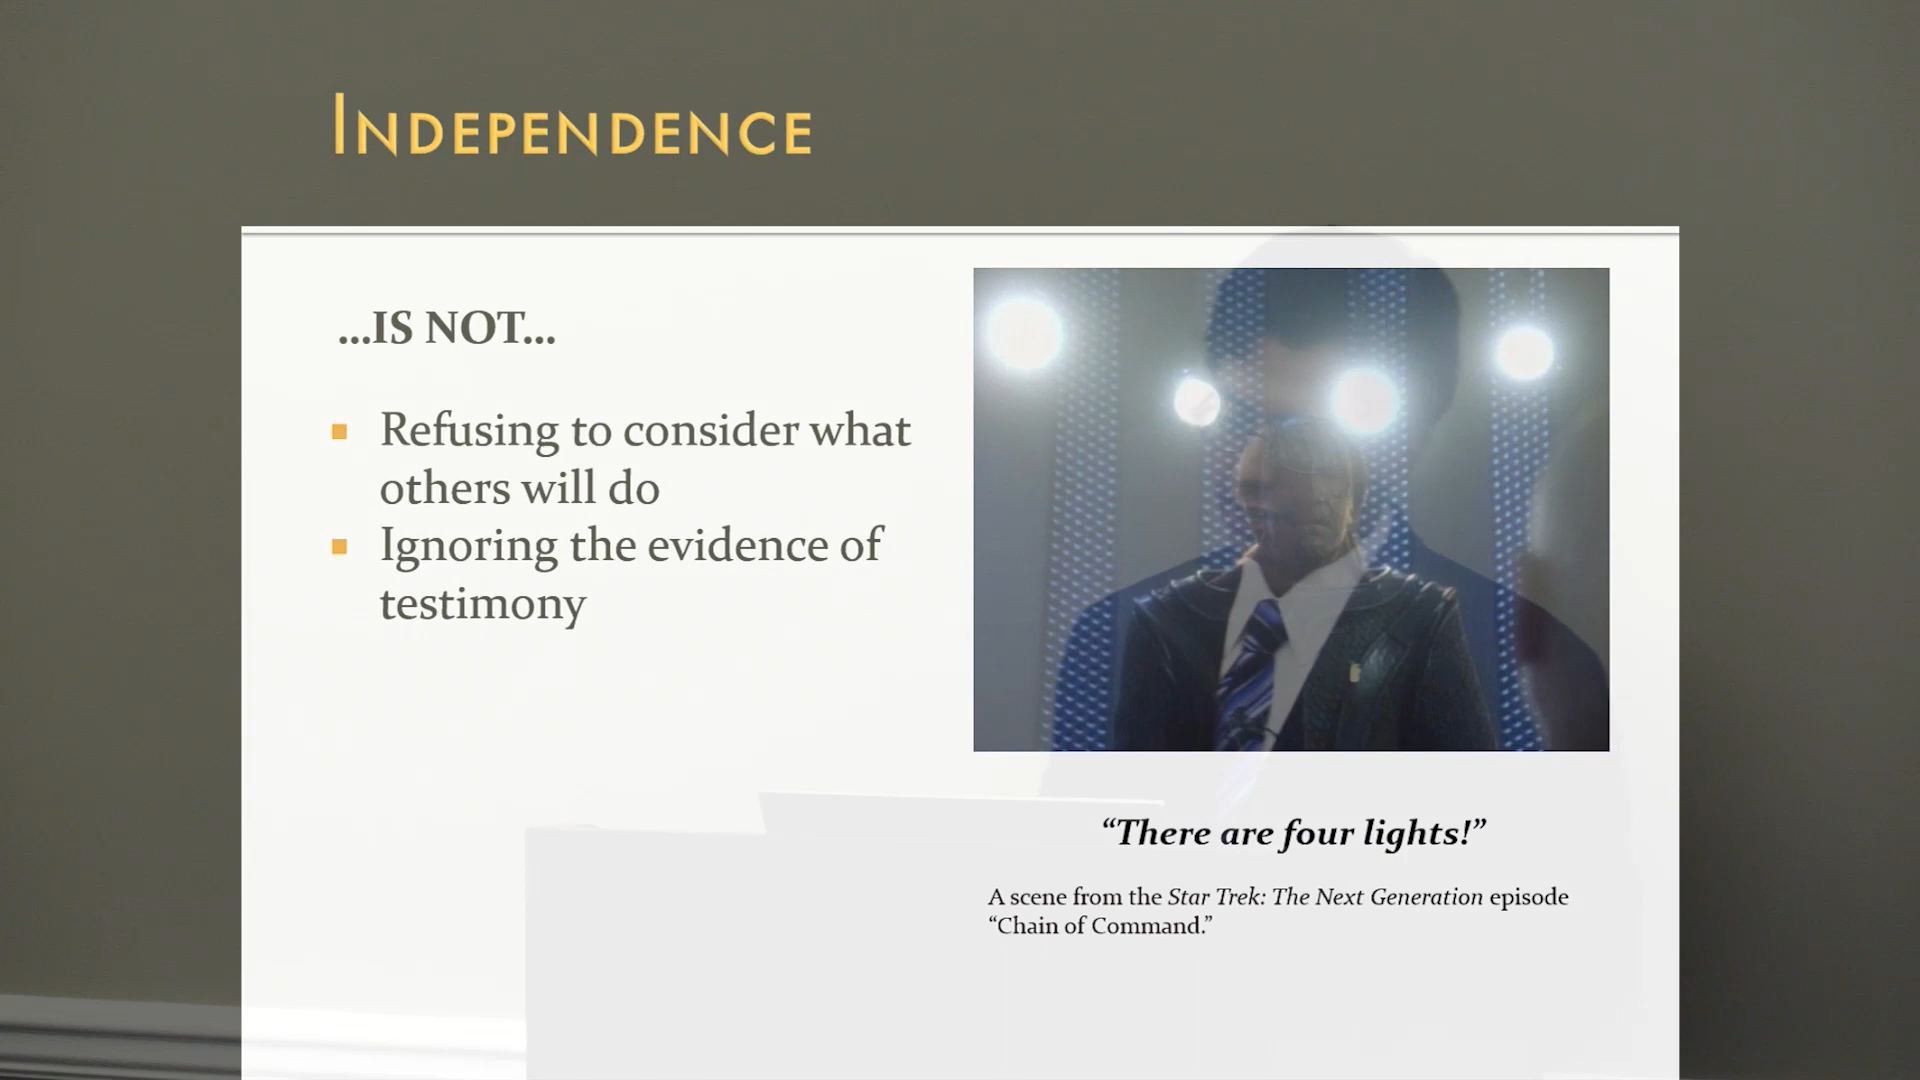 INDEPENDENCE
…IS NOT…
Refusing to consider what
others will do
Ignoring the evidence of
testimony
“There are four lights!”
A scene from the Star Trek: The Next Generation episode
“Chain of Command.”